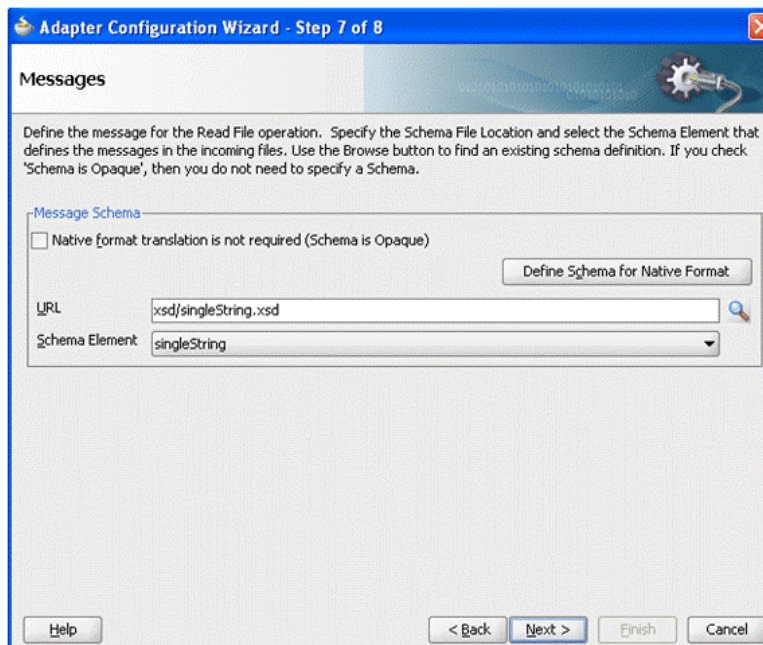 Adapter Configuration Wizard - Step 7 of 8
Messages
Define the message for the Read File operation. Specify the Schema File Location and select the Schema Element that
defines the messages in the incoming files. Use the Browse button to find an existing schema definition. If you check
'Schema is Opaque', then you do not need to specify a Schema.
Message Schema
Native format translation is not required (Schema is Opaque)
Define Schema for Native Format
URL xsd/singleString.xsd
Schema Element singleString
Help < Back Next > Finish Cancel